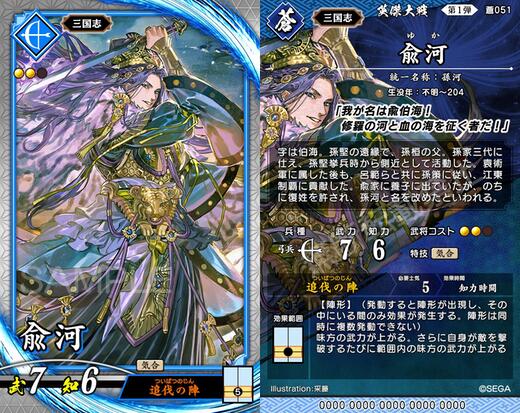 三国志
SAMPLE
兪河
気合
ついばつのじん
追伐の陣
武7 知6
5
蒼
三国志
英傑大戦
第1弾
蒼051
ゆか
兪河
統一名称:孫河
生没年:不明~204
「我が名は兪伯海!
修羅の河と血の海を征く者だ!」
字は伯海。孫堅の遠縁で、孫桓の父。孫家三代に
仕え、孫堅挙兵時から側近として活動した。袁術
軍に属した後も、呂範らと共に孫策に従い、江東
制覇に貢献した。兪家に養子に出ていたが、のち
に復姓を許され、孫河と名を改めたといわれる。
兵種 武力 知力 武将コスト
弓兵 7 6
特技 気合
ついばつのじん 必要士気 効果時間
追伐の陣 5 知力時間
効果範囲
【陣形】(発動すると陣形が出現し、その
中にいる間のみ効果が発生する。陣形は同
時に複数発動できない)
味方の武力が上がる。さらに自身が敵を撃
破するたびに範囲内の味方の武力が上がる
Illustration:采藤
©SEGA
0000 0000 0000 0000 0000